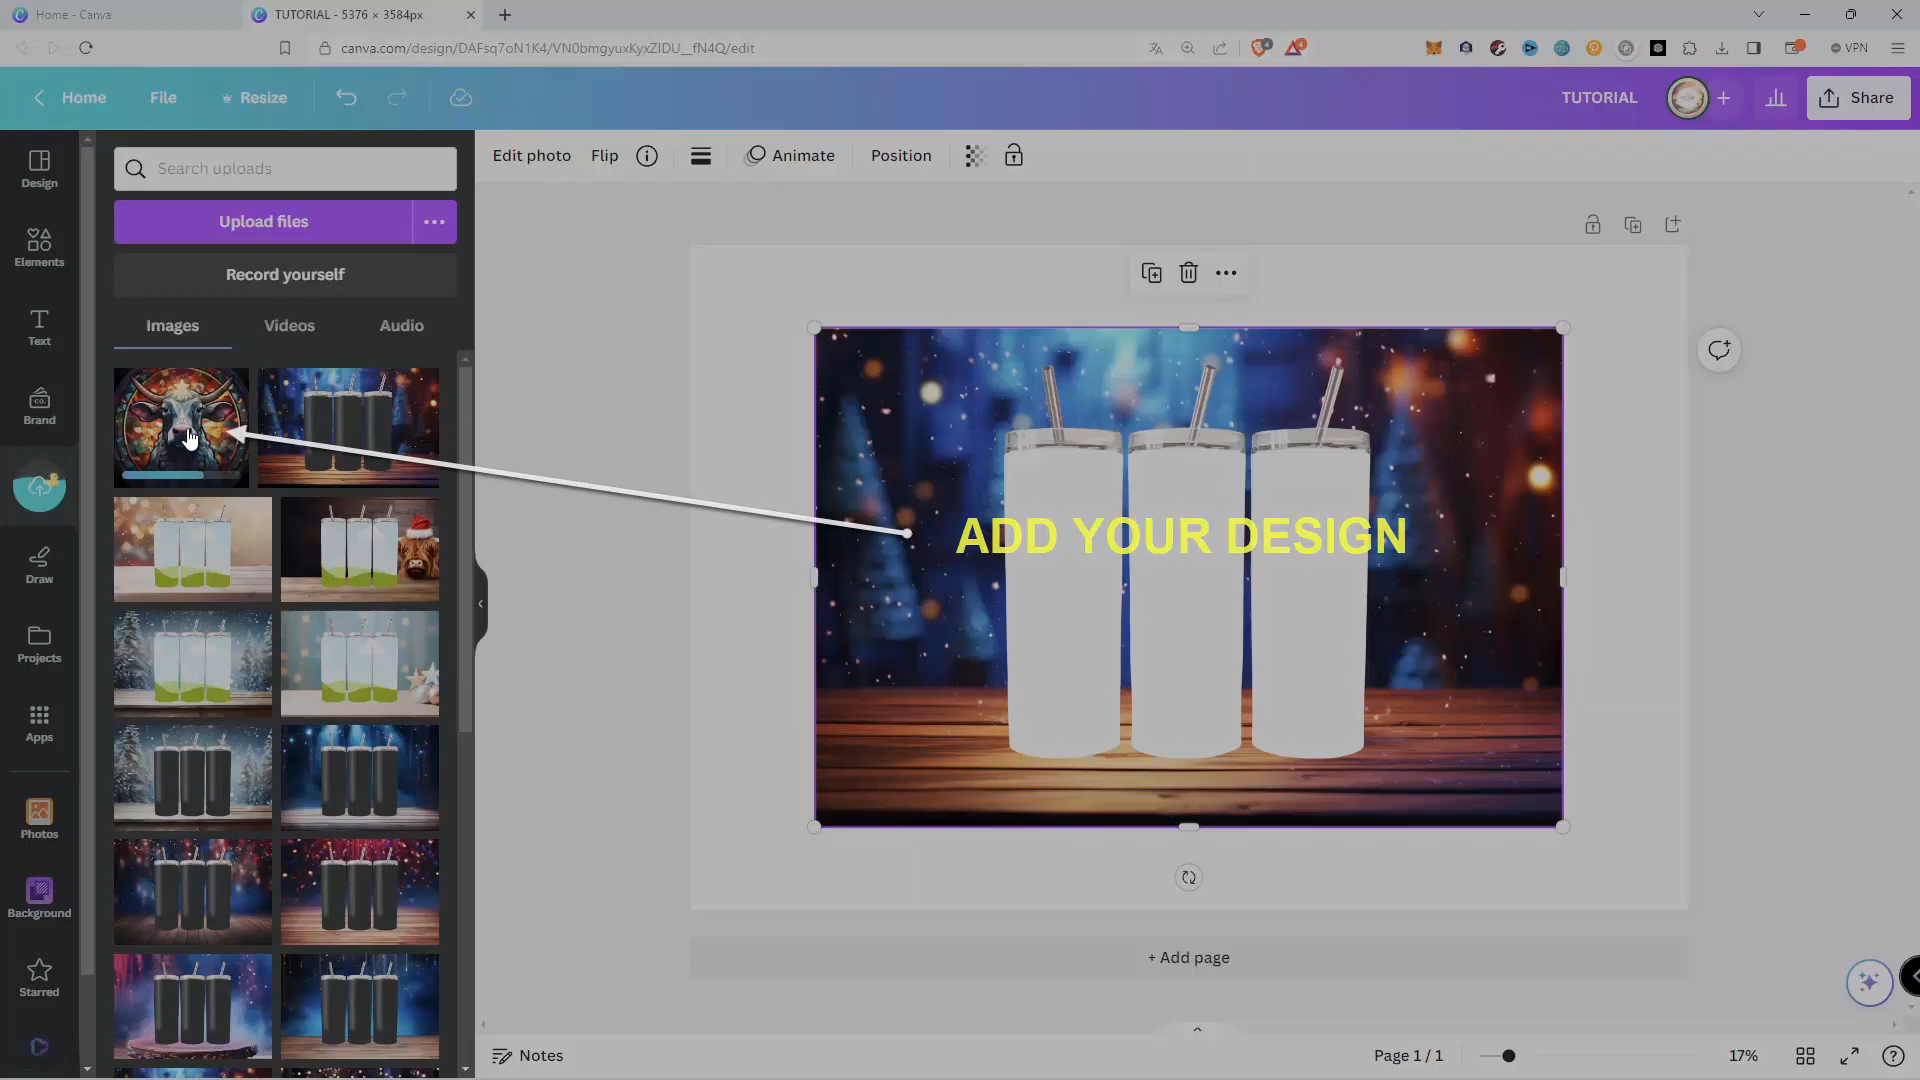 Home - Canva
TUTORIAL - 5376 × 3584px
canva.com/design/DAFsq7oN1K4/VN0bmgyuxKyxZIDU__fN4Q/edit
VPN
Home
File
Resize
TUTORIAL
Share
Design
Elements
Text
Brand
Draw
Projects
Apps
Photos
Background
Starred
Search uploads
Upload files
Record yourself
Images
Videos
Audio
Edit photo
Flip
Animate
Position
ADD YOUR DESIGN
+ Add page
Notes
Page 1 / 1
17%